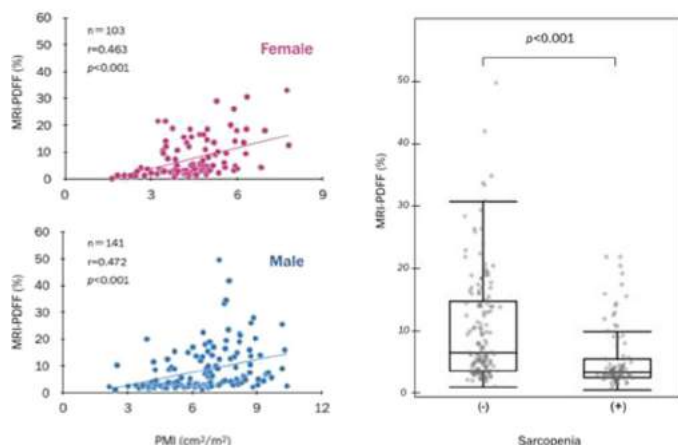 60
50
40
30
20
10
0
MRI-PDFF (%)
n=103
r=0.463
p<0.001
Female
0
3
6
9
60
50
40
30
20
10
0
MRI-PDFF (%)
n=141
r=0.472
p<0.001
Male
0
3
6
9
12
PMI (cm²/m²)
p<0.001
50
40
30
20
10
0
MRI-PDFF (%)
(-)
(+)
Sarcopenia